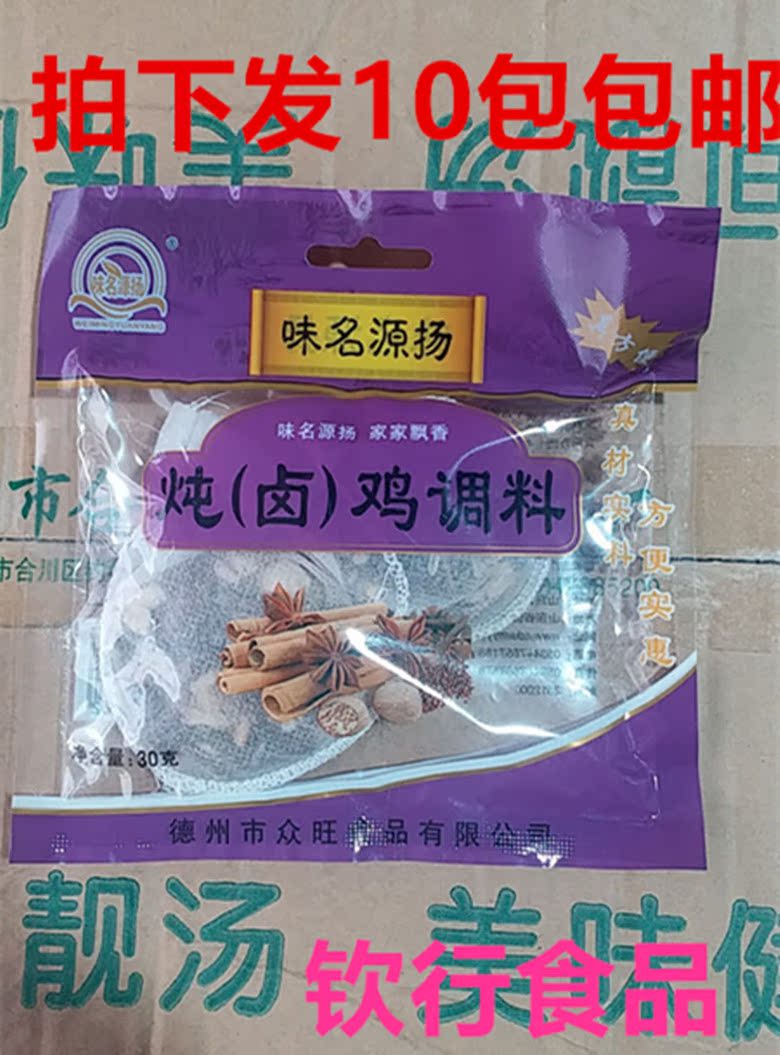 拍下发10包包邮
味名源扬
WEIMINGYUANYANG
味名源扬
味名源扬 家家飘香
炖(卤)鸡调料
真材实料
方便实惠
净含量:30克
德州市众旺食品有限公司
市合川区
靓汤 美味健
钦行食品